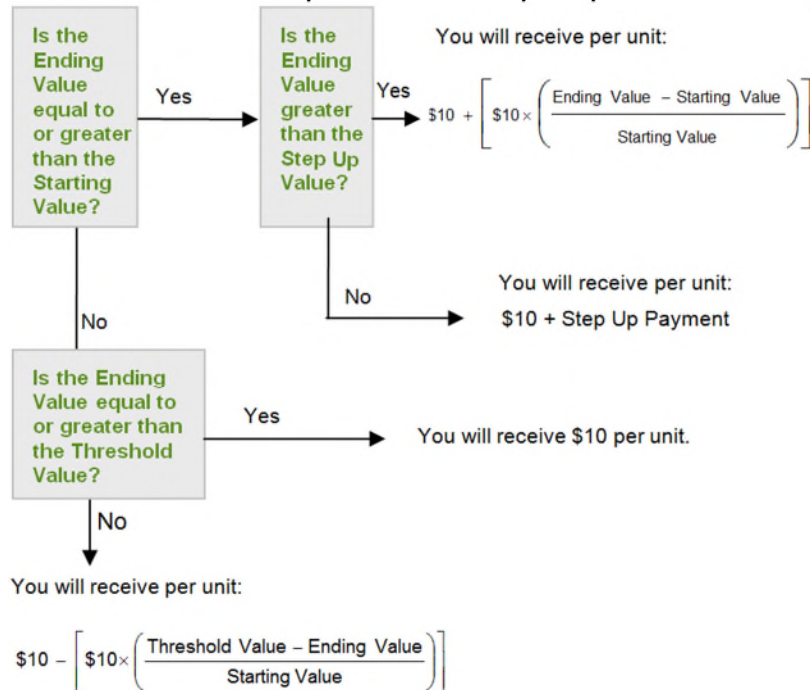 Is the
Ending
Value
equal to
or greater
than the
Starting
Value?
Yes
Is the
Ending
Value
greater
than the
Step Up
Value?
Yes
You will receive per unit:
$10 + [ $10 × ( Ending Value – Starting Value
Starting Value ) ]
No
You will receive per unit:
$10 + Step Up Payment
No
Is the Ending
Value equal to
or greater than
the Threshold
Value?
Yes
You will receive $10 per unit.
No
You will receive per unit:
$10 – [ $10× ( Threshold Value – Ending Value
Starting Value ) ]